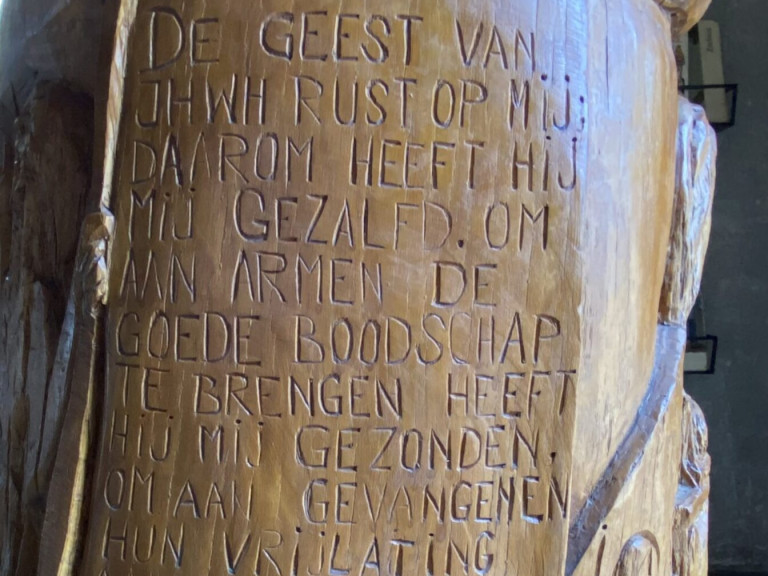 DE GEEST VAN
JHWH RUST OP MIJ;
DAAROM HEEFT HIJ
MIJ GEZALFD. OM
AAN ARMEN DE
GOEDE BOODSCHAP
TE BRENGEN HEEFT
HIJ MIJ GEZONDEN,
OM AAN GEVANGENEN
HUN VRIJLATING